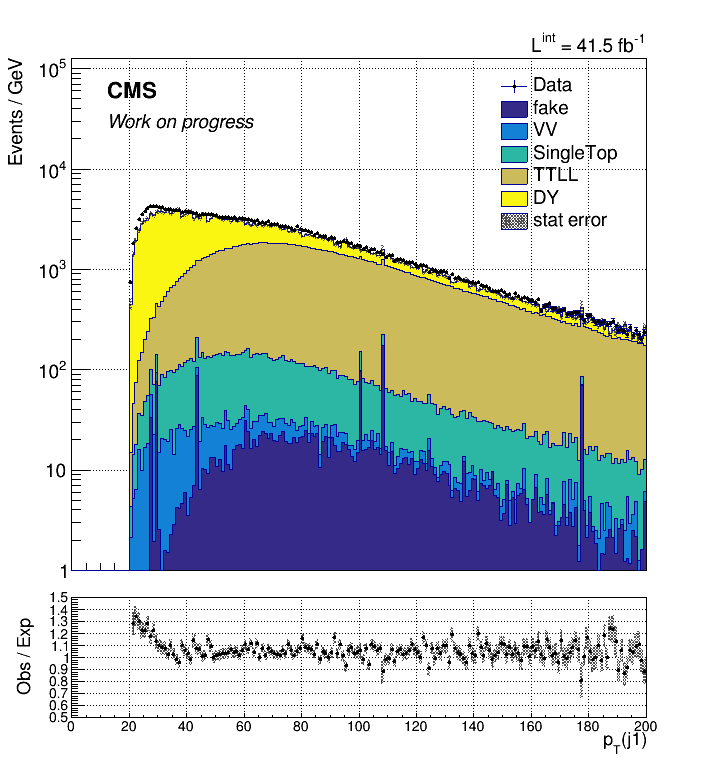 L^int = 41.5 fb^-1
Events / GeV
10^5
10^4
10^3
10^2
10
1
CMS
Work on progress
Data
fake
VV
SingleTop
TTLL
DY
stat error
Obs / Exp
1.5
1.4
1.3
1.2
1.1
1
0.9
0.8
0.7
0.6
0.5
0 20 40 60 80 100 120 140 160 180 200
p_T(j1)